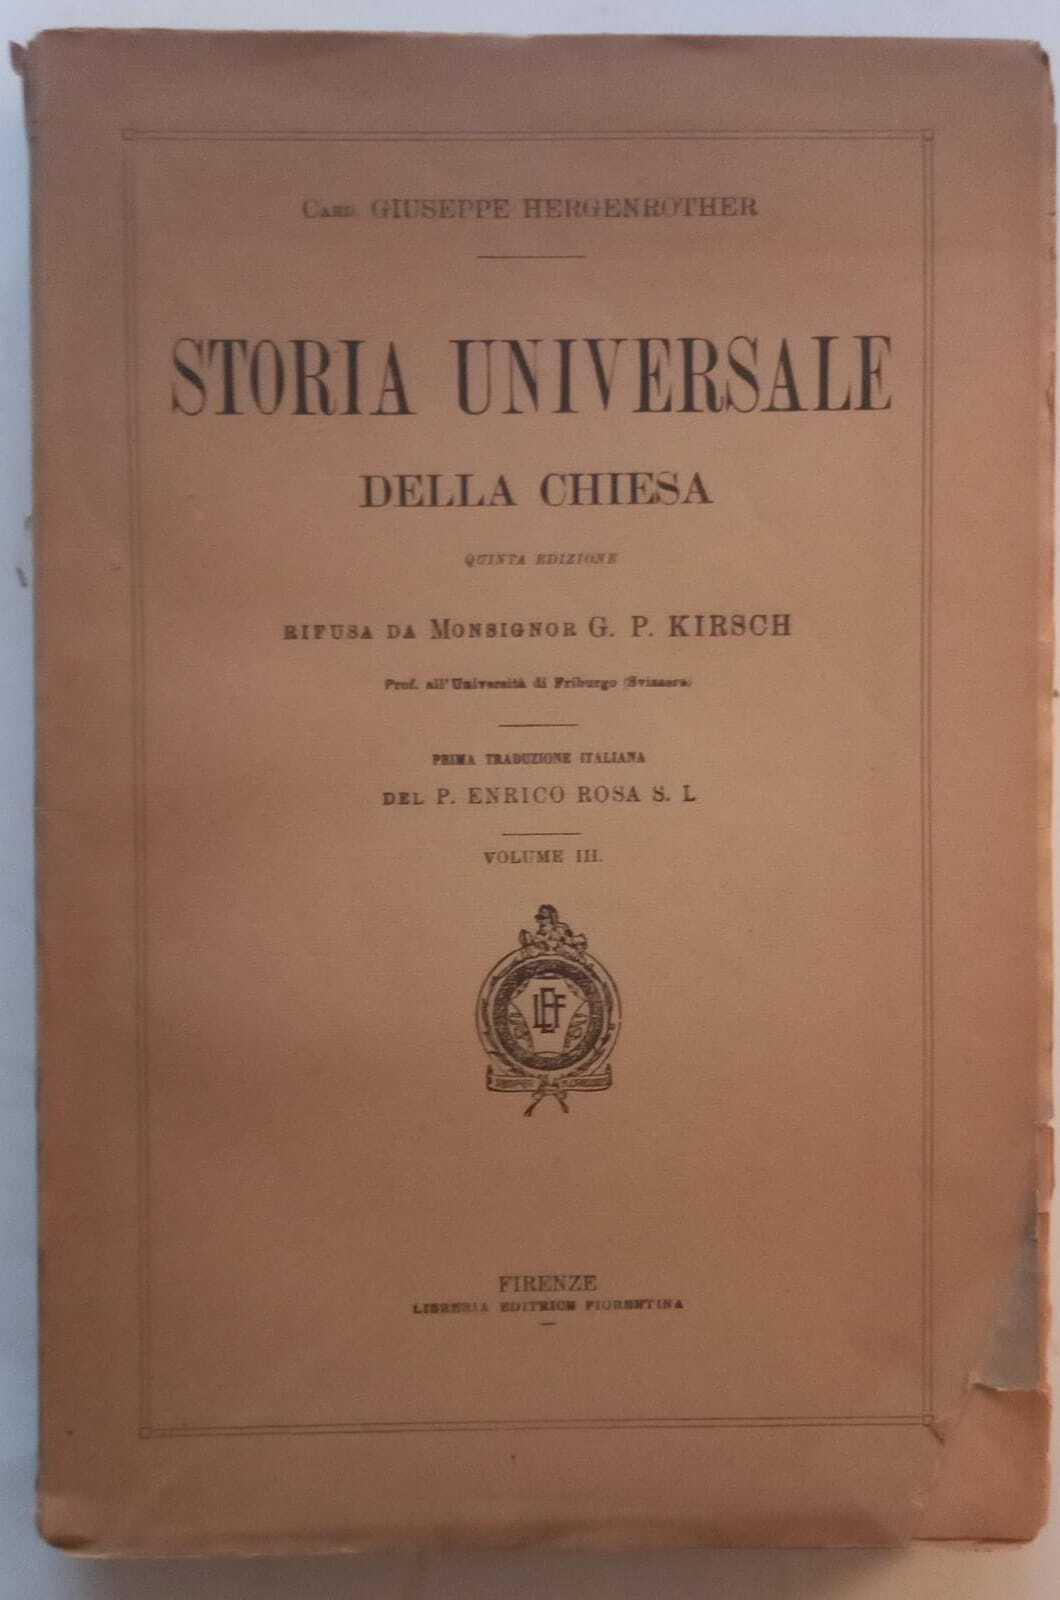 Card. GIUSEPPE HERGENROTHER
STORIA UNIVERSALE
DELLA CHIESA
QUINTA EDIZIONE
RIFUSA DA MONSIGNOR G. P. KIRSCH
Prof. all'Università di Friburgo (Svizzera)
PRIMA TRADUZIONE ITALIANA
DEL P. ENRICO ROSA S. I.
VOLUME III.
LEF
FIRENZE
LIBRERIA EDITRICE FIORENTINA